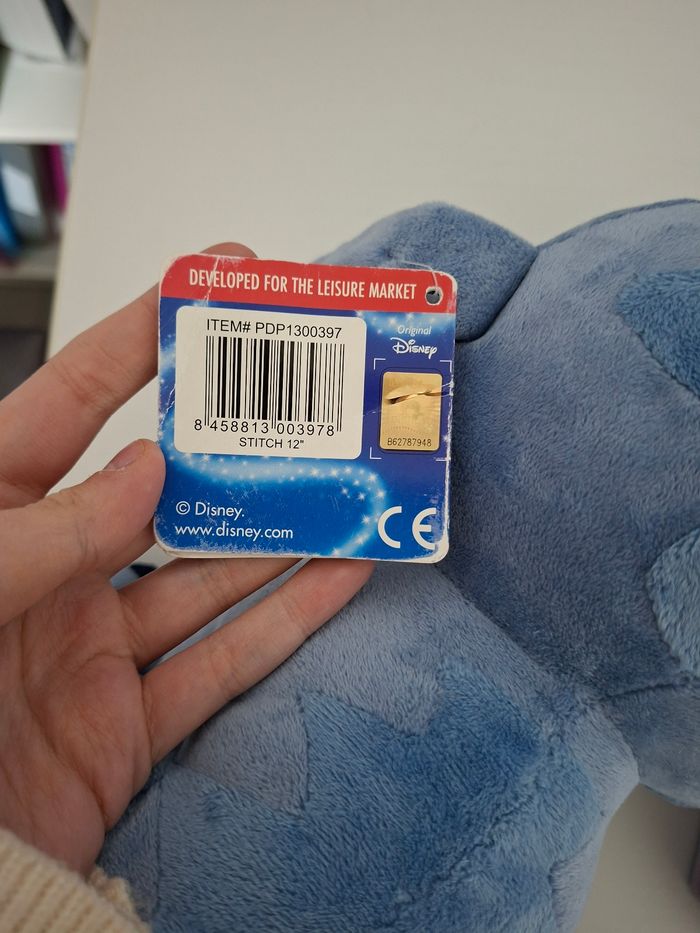 DEVELOPED FOR THE LEISURE MARKET
ITEM# PDP1300397
8 458813 003978
STITCH 12"
Original
Disney
B62787948
© Disney.
www.disney.com
CE